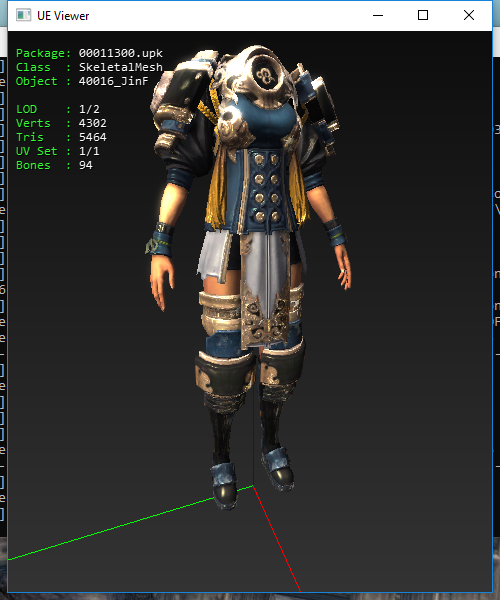 UE Viewer
Package: 00011300.upk
Class : SkeletalMesh
Object : 40016_JinF
LOD : 1/2
Verts : 4302
Tris : 5464
UV Set : 1/1
Bones : 94